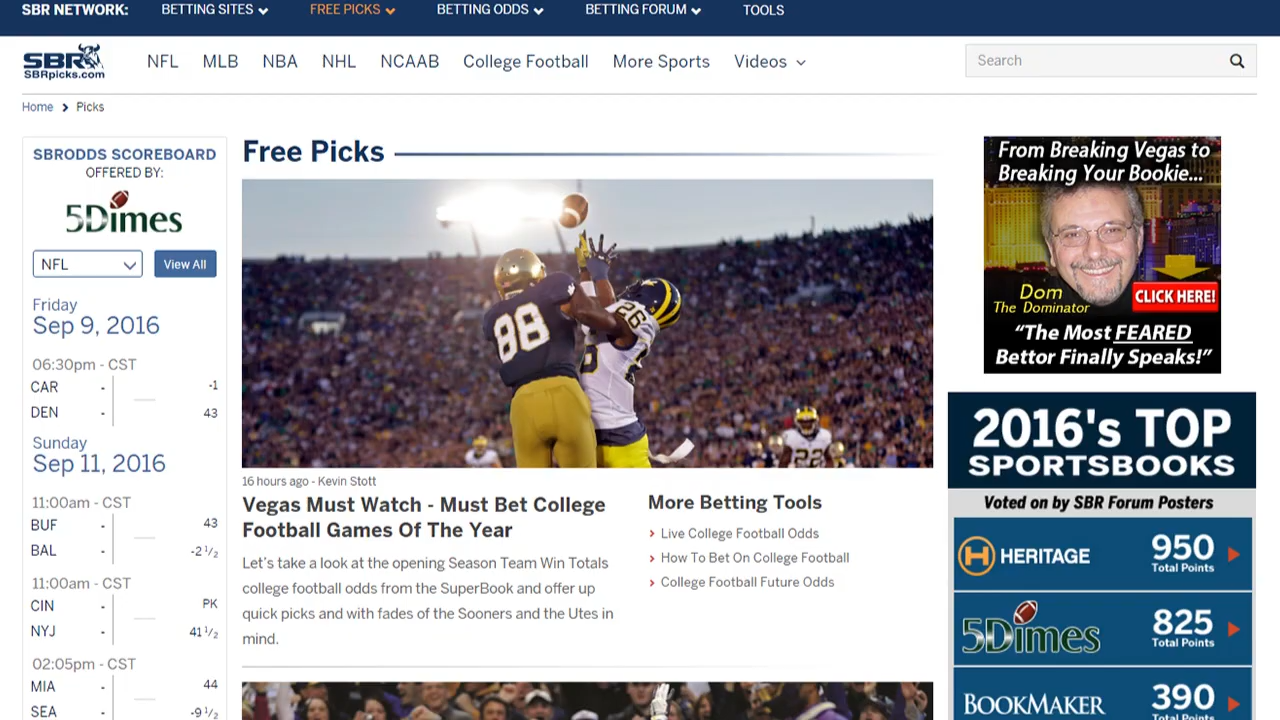 SBR NETWORK: BETTING SITES FREE PICKS BETTING ODDS BETTING FORUM TOOLS
SBR
SBRpicks.com
NFL MLB NBA NHL NCAAB College Football More Sports Videos
Search
Home > Picks
SBRODDS SCOREBOARD
OFFERED BY:
5Dimes
NFL View All
Friday
Sep 9, 2016
06:30pm - CST
CAR - -1
DEN - 43
Sunday
Sep 11, 2016
11:00am - CST
BUF - 43
BAL - -2 1/2
11:00am - CST
CIN - PK
NYJ - 41 1/2
02:05pm - CST
MIA - 44
SEA - -9 1/2
Free Picks
88
26
22
16 hours ago - Kevin Stott
Vegas Must Watch - Must Bet College
Football Games Of The Year
Let's take a look at the opening Season Team Win Totals
college football odds from the SuperBook and offer up
quick picks and with fades of the Sooners and the Utes in
mind.
More Betting Tools
Live College Football Odds
How To Bet On College Football
College Football Future Odds
From Breaking Vegas to
Breaking Your Bookie...
Dom
The Dominator
CLICK HERE!
"The Most FEARED
Bettor Finally Speaks!"
2016's TOP
SPORTSBOOKS
Voted on by SBR Forum Posters
H HERITAGE 950
Total Points
5Dimes 825
Total Points
BOOKMAKER 390
Total Points